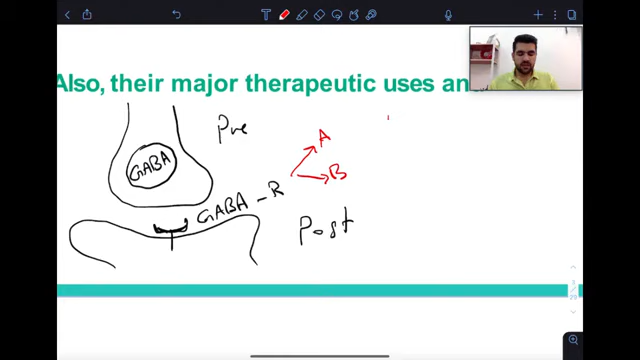 Also, their major therapeutic uses an
Pre
GABA
A
B
GABA-R
Post